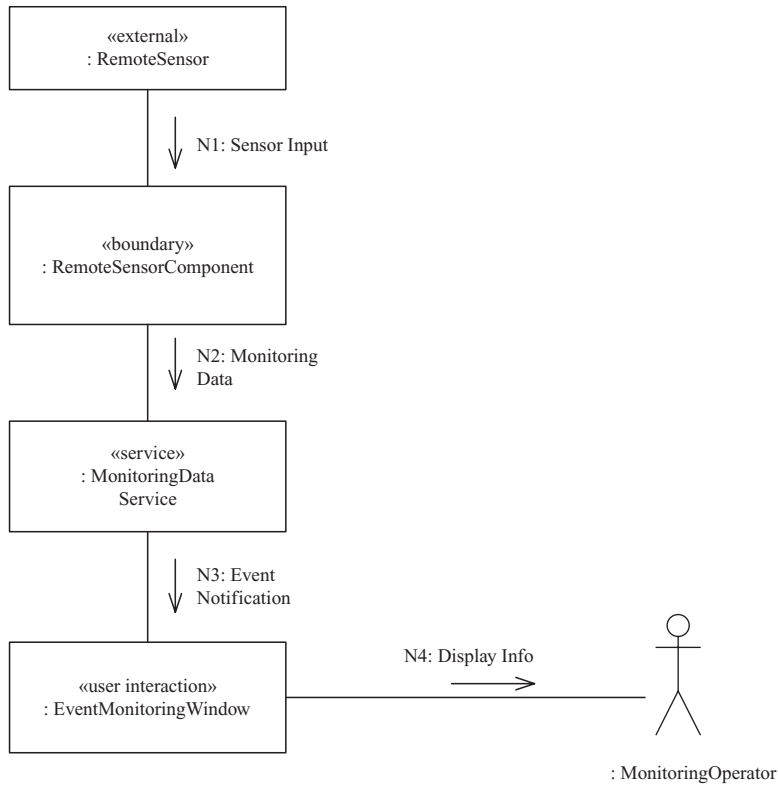 «external»
: RemoteSensor
N1: Sensor Input
«boundary»
: RemoteSensorComponent
N2: Monitoring
Data
«service»
: MonitoringData
Service
N3: Event
Notification
«user interaction»
: EventMonitoringWindow
N4: Display Info
: MonitoringOperator